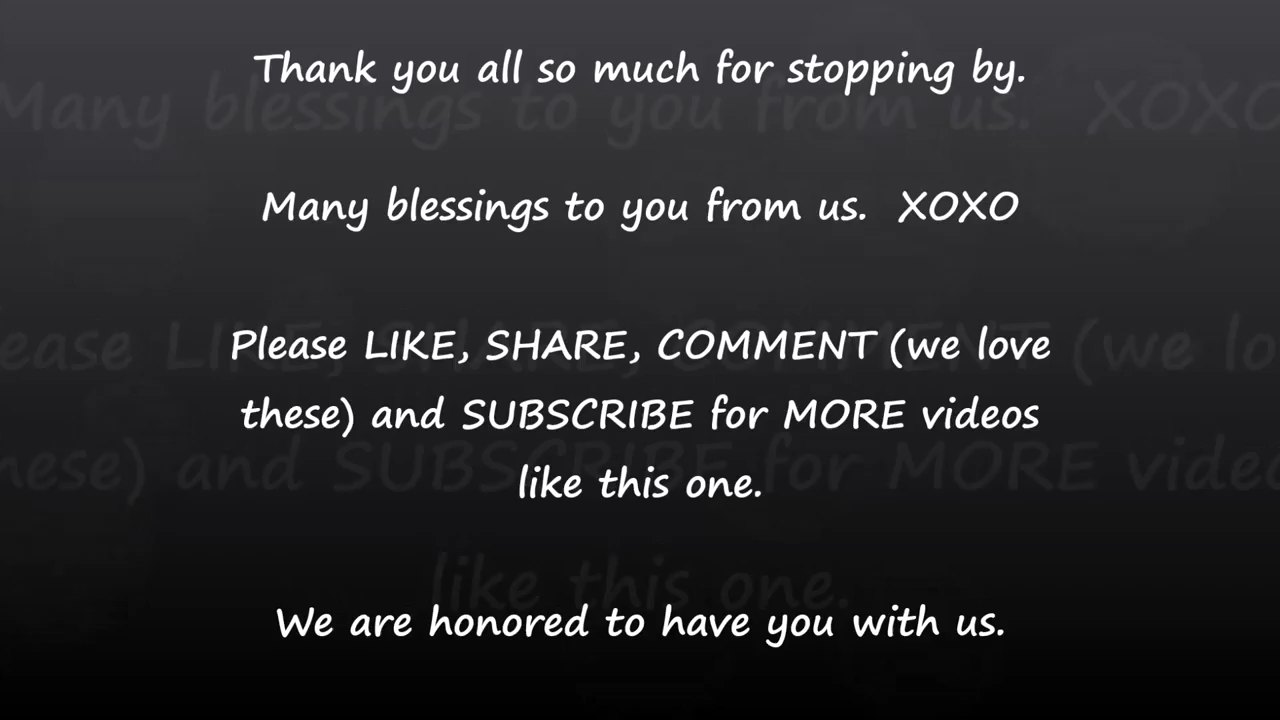 Thank you all so much for stopping by.
Many blessings to you from us.  XOXO
Please LIKE, SHARE, COMMENT (we love
these) and SUBSCRIBE for MORE videos
like this one.
We are honored to have you with us.